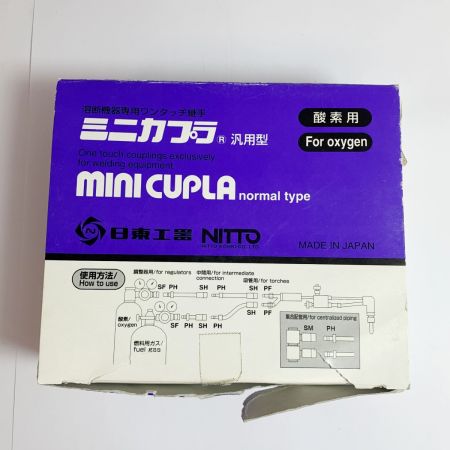 溶断機器専用ワンタッチ継手
ミニカプラ® 汎用型
酸素用
For oxygen
One touch couplings exclusively
for welding equipment
MINI CUPLA normal type
日東工器 NITTO
NITTO KOHKI CO., LTD.
MADE IN JAPAN
使用方法/
How to use
調整器用/for regulators
中間用/for intermediate
connection
吹管用/for torches
SF PH SH PH SH PF
酸素/
oxygen
SF PH SH PH
SH PF
燃料用ガス/
fuel gas
集合配管用/for centralized piping
SM PH